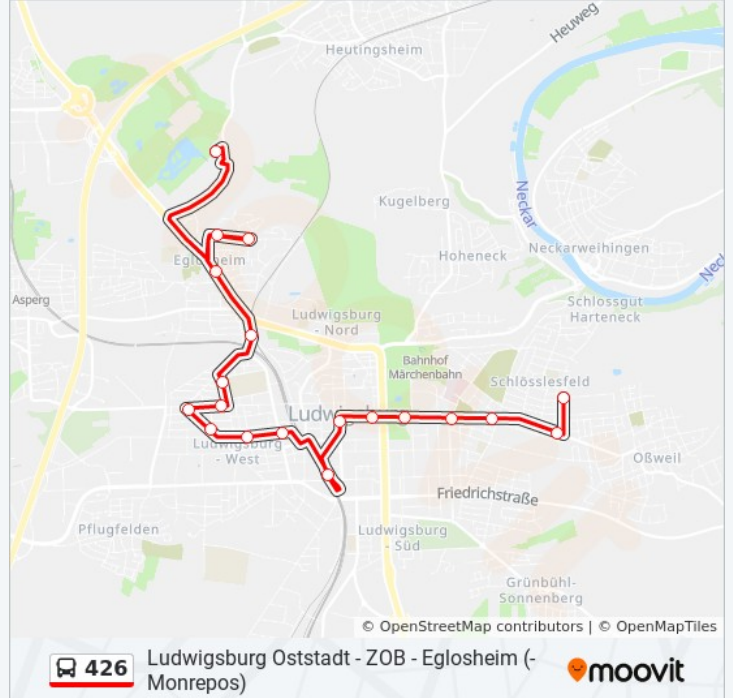 Heutingsheim
Heuweg
Kugelberg
Neckar
Hoheneck
Neckarweihingen
Eglosheim
Asperg
Schlossgut
Harteneck
Ludwigsburg
- Nord
Bahnhof
Märchenbahn
Schlösslesfeld
Ludwigsburg
Ludwigsburg
- West
Oßweil
Friedrichstraße
Pflugfelden
Ludwigsburg
- Süd
Grünbühl-
Sonnenberg
© OpenStreetMap contributors | © OpenMapTiles
426
Ludwigsburg Oststadt - ZOB - Eglosheim (-
Monrepos)
moovit